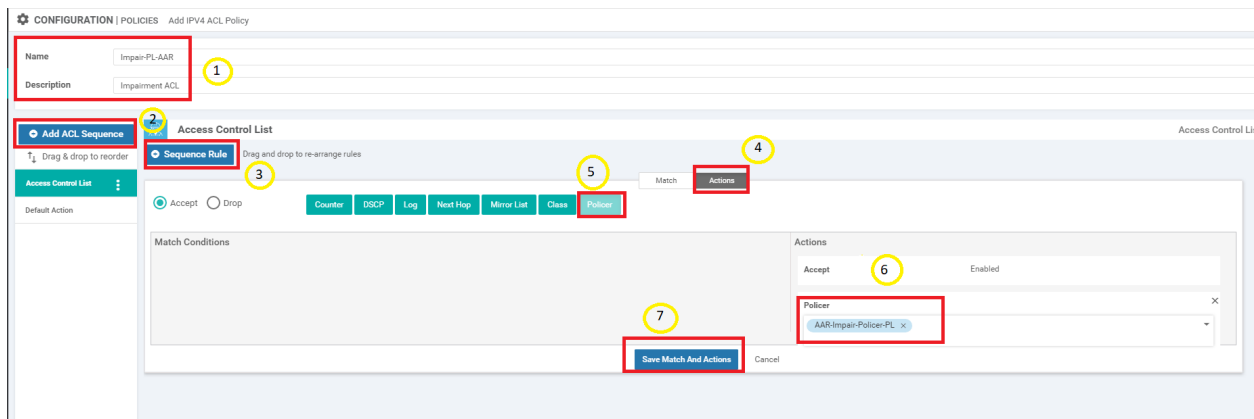 CONFIGURATION | POLICIES Add IPV4 ACL Policy
Name Impair-PL-AAR
1
Description Impairment ACL
2
Add ACL Sequence
Access Control List
Access Control Li
Drag & drop to reorder
Sequence Rule Drag and drop to re-arrange rules
3
4
5
Match Actions
Access Control List
Accept Drop Counter DSCP Log Next Hop Mirror List Class Policer
Default Action
Match Conditions
Actions
Accept 6 Enabled
Policer ×
7
AAR-Impair-Policer-PL ×
Save Match And Actions Cancel